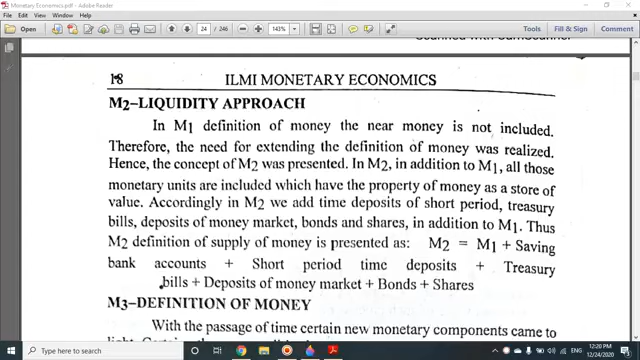 Monetary Economics.pdf - Adobe Reader
File Edit View Window Help
Open 24 / 246 143% Tools Fill & Sign Comment
Scanned with CamScanner
18 ILMI MONETARY ECONOMICS
M2–LIQUIDITY APPROACH
In M1 definition of money the near money is not included.
Therefore, the need for extending the definition of money was realized.
Hence, the concept of M2 was presented. In M2, in addition to M1, all those
monetary units are included which have the property of money as a store of
value. Accordingly in M2 we add time deposits of short period, treasury
bills, deposits of money market, bonds and shares, in addition to M1. Thus
M2 definition of supply of money is presented as: M2 = M1 + Saving
bank accounts + Short period time deposits + Treasury
bills + Deposits of money market + Bonds + Shares
M3–DEFINITION OF MONEY
With the passage of time certain new monetary components came to
12:20 PM
ENG
12/24/2020